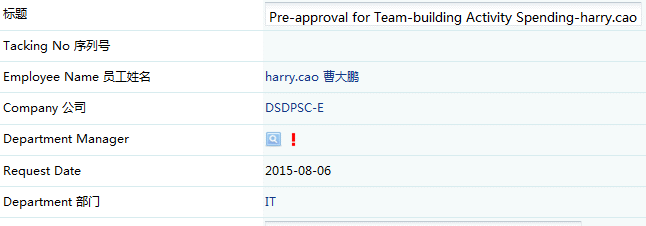 标题 Pre-approval for Team-building Activity Spending-harry.cao
Tacking No 序列号
Employee Name 员工姓名 harry.cao 曹大鹏
Company 公司 DSDPSC-E
Department Manager !
Request Date 2015-08-06
Department 部门 IT